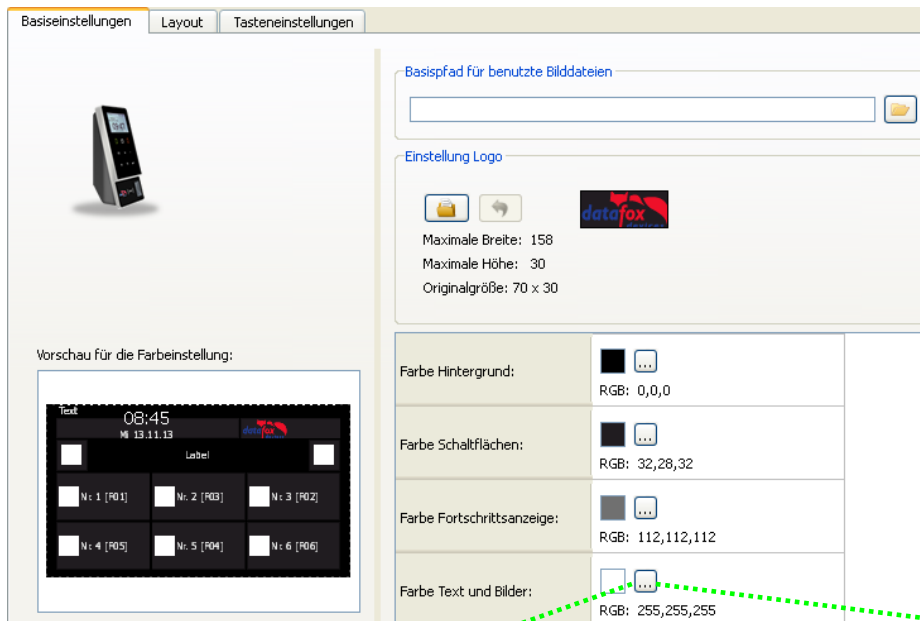 Basiseinstellungen Layout Tasteneinstellungen
Basispfad für benutzte Bilddateien
Einstellung Logo
datafox
devices
Maximale Breite: 158
Maximale Höhe: 30
Originalgröße: 70 x 30
Vorschau für die Farbeinstellung:
Text 08:45
Mi 13.11.13
datafox
Label
Nr. 1 [F01] Nr. 2 [F03] Nr. 3 [F02]
Nr. 4 [F05] Nr. 5 [F04] Nr. 6 [F06]
Farbe Hintergrund: ...
RGB: 0,0,0
Farbe Schaltflächen: ...
RGB: 32,28,32
Farbe Fortschrittsanzeige: ...
RGB: 112,112,112
Farbe Text und Bilder: ...
RGB: 255,255,255